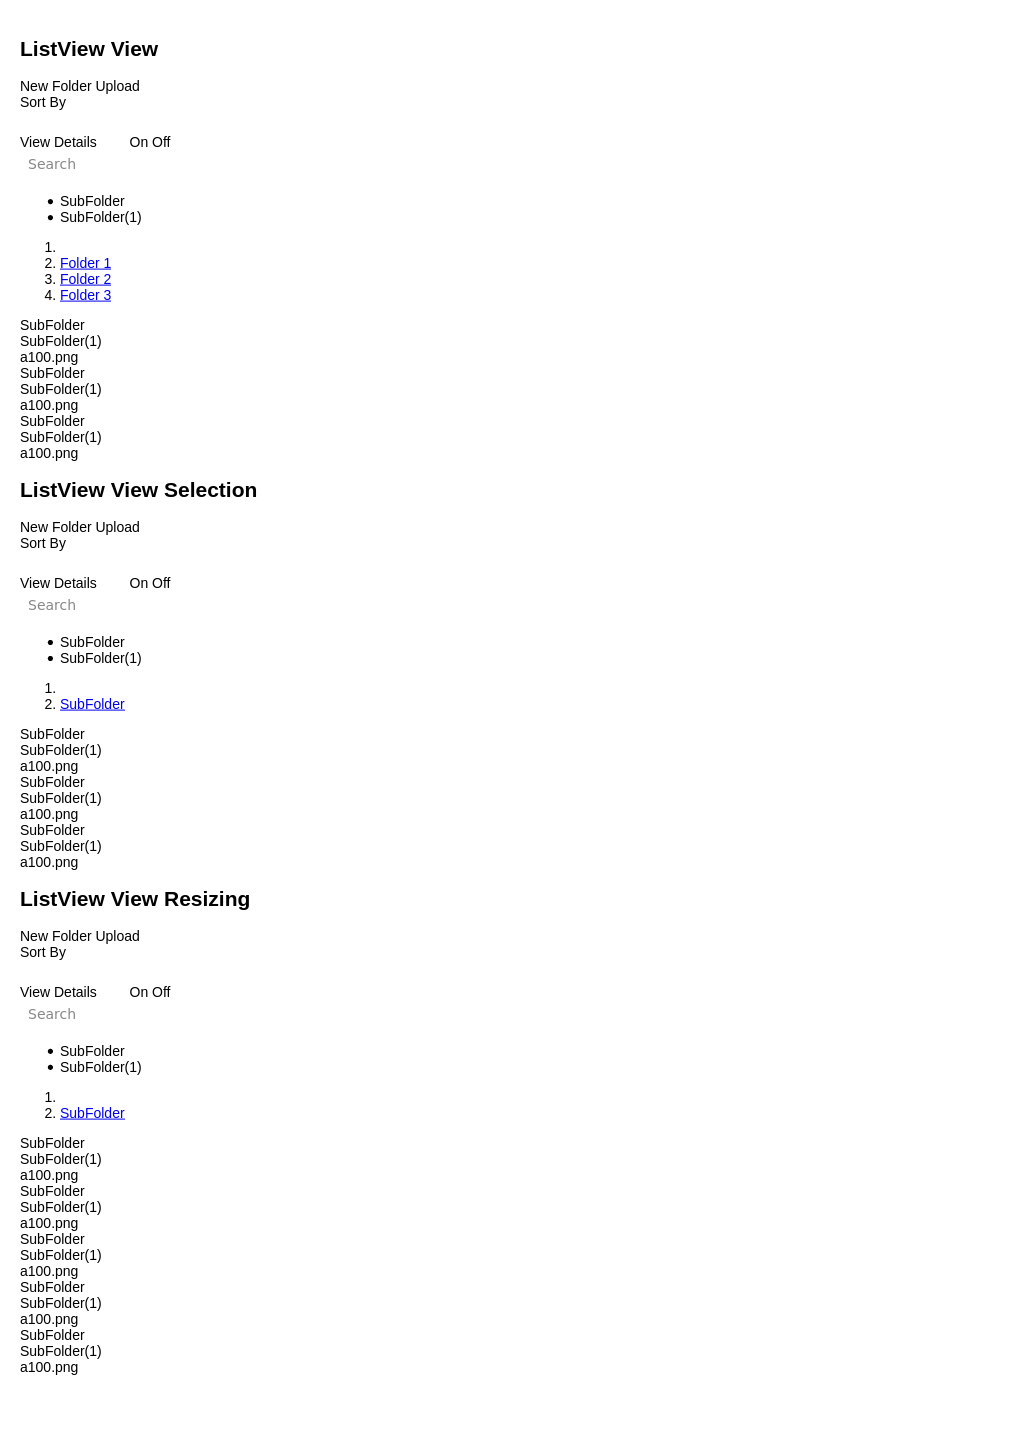 ListView View
New Folder Upload
Sort By
View Details On Off
Search
• SubFolder
• SubFolder(1)
1.
2. Folder 1
3. Folder 2
4. Folder 3
SubFolder
SubFolder(1)
a100.png
SubFolder
SubFolder(1)
a100.png
SubFolder
SubFolder(1)
a100.png
ListView View Selection
New Folder Upload
Sort By
View Details On Off
Search
• SubFolder
• SubFolder(1)
1.
2. SubFolder
SubFolder
SubFolder(1)
a100.png
SubFolder
SubFolder(1)
a100.png
SubFolder
SubFolder(1)
a100.png
ListView View Resizing
New Folder Upload
Sort By
View Details On Off
Search
• SubFolder
• SubFolder(1)
1.
2. SubFolder
SubFolder
SubFolder(1)
a100.png
SubFolder
SubFolder(1)
a100.png
SubFolder
SubFolder(1)
a100.png
SubFolder
SubFolder(1)
a100.png
SubFolder
SubFolder(1)
a100.png